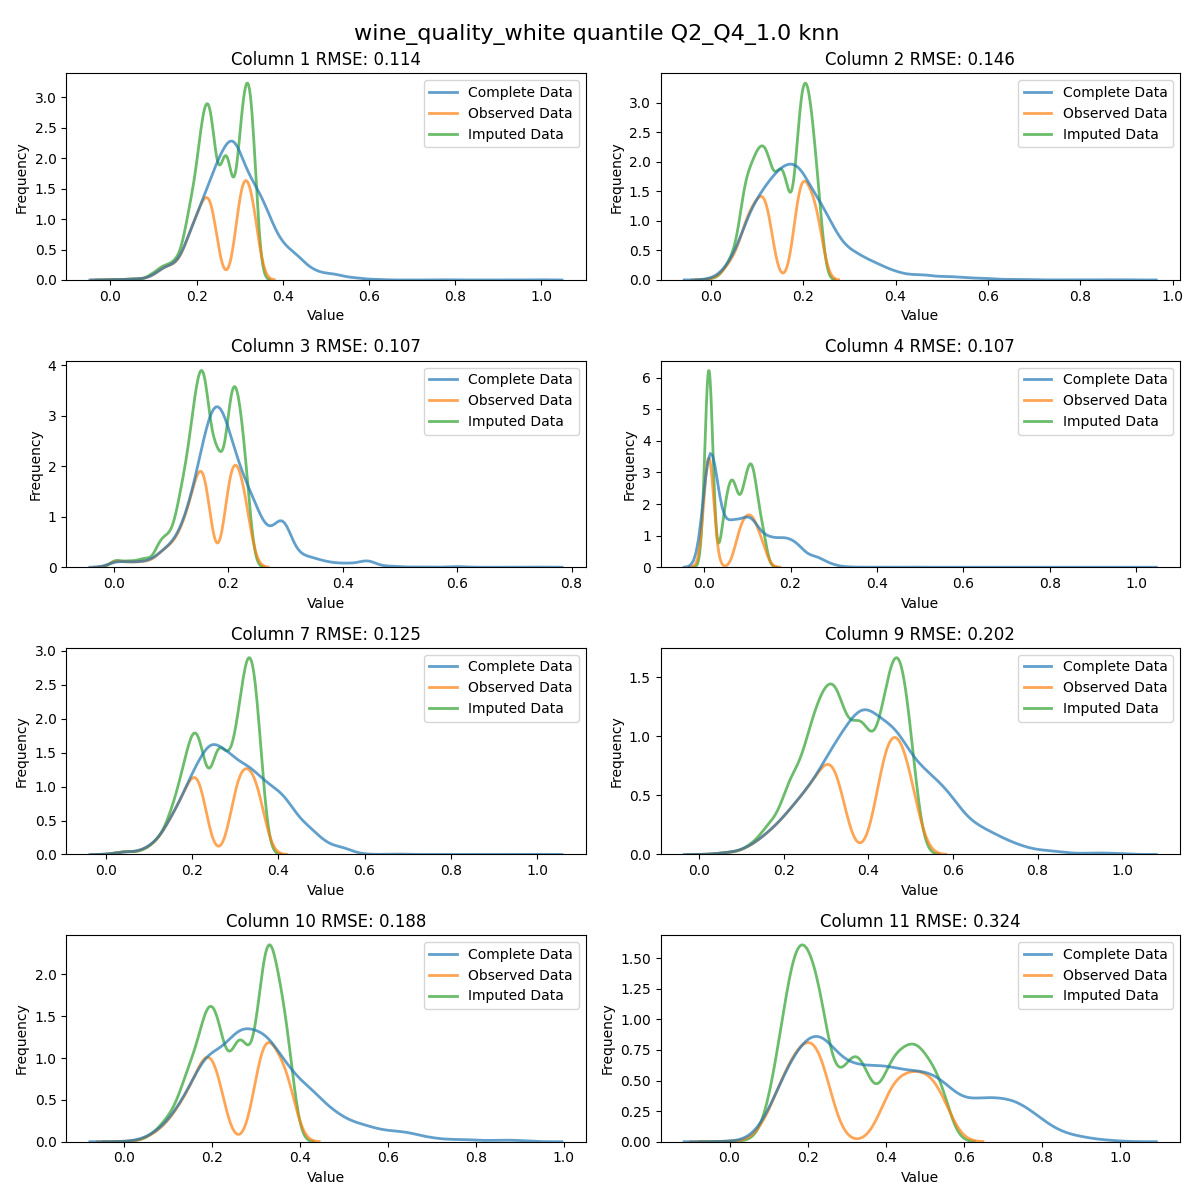 wine_quality_white quantile Q2_Q4_1.0 knn
Column 1 RMSE: 0.114
Frequency
3.0
2.5
2.0
1.5
1.0
0.5
0.0
Complete Data
Observed Data
Imputed Data
0.0 0.2 0.4 0.6 0.8 1.0
Value
Column 2 RMSE: 0.146
Frequency
3.0
2.5
2.0
1.5
1.0
0.5
0.0
Complete Data
Observed Data
Imputed Data
0.0 0.2 0.4 0.6 0.8 1.0
Value
Column 3 RMSE: 0.107
Frequency
4
3
2
1
0
Complete Data
Observed Data
Imputed Data
0.0 0.2 0.4 0.6 0.8
Value
Column 4 RMSE: 0.107
Frequency
6
5
4
3
2
1
0
Complete Data
Observed Data
Imputed Data
0.0 0.2 0.4 0.6 0.8 1.0
Value
Column 7 RMSE: 0.125
Frequency
3.0
2.5
2.0
1.5
1.0
0.5
0.0
Complete Data
Observed Data
Imputed Data
0.0 0.2 0.4 0.6 0.8 1.0
Value
Column 9 RMSE: 0.202
Frequency
1.5
1.0
0.5
0.0
Complete Data
Observed Data
Imputed Data
0.0 0.2 0.4 0.6 0.8 1.0
Value
Column 10 RMSE: 0.188
Frequency
2.0
1.5
1.0
0.5
0.0
Complete Data
Observed Data
Imputed Data
0.0 0.2 0.4 0.6 0.8 1.0
Value
Column 11 RMSE: 0.324
Frequency
1.50
1.25
1.00
0.75
0.50
0.25
0.00
Complete Data
Observed Data
Imputed Data
0.0 0.2 0.4 0.6 0.8 1.0
Value